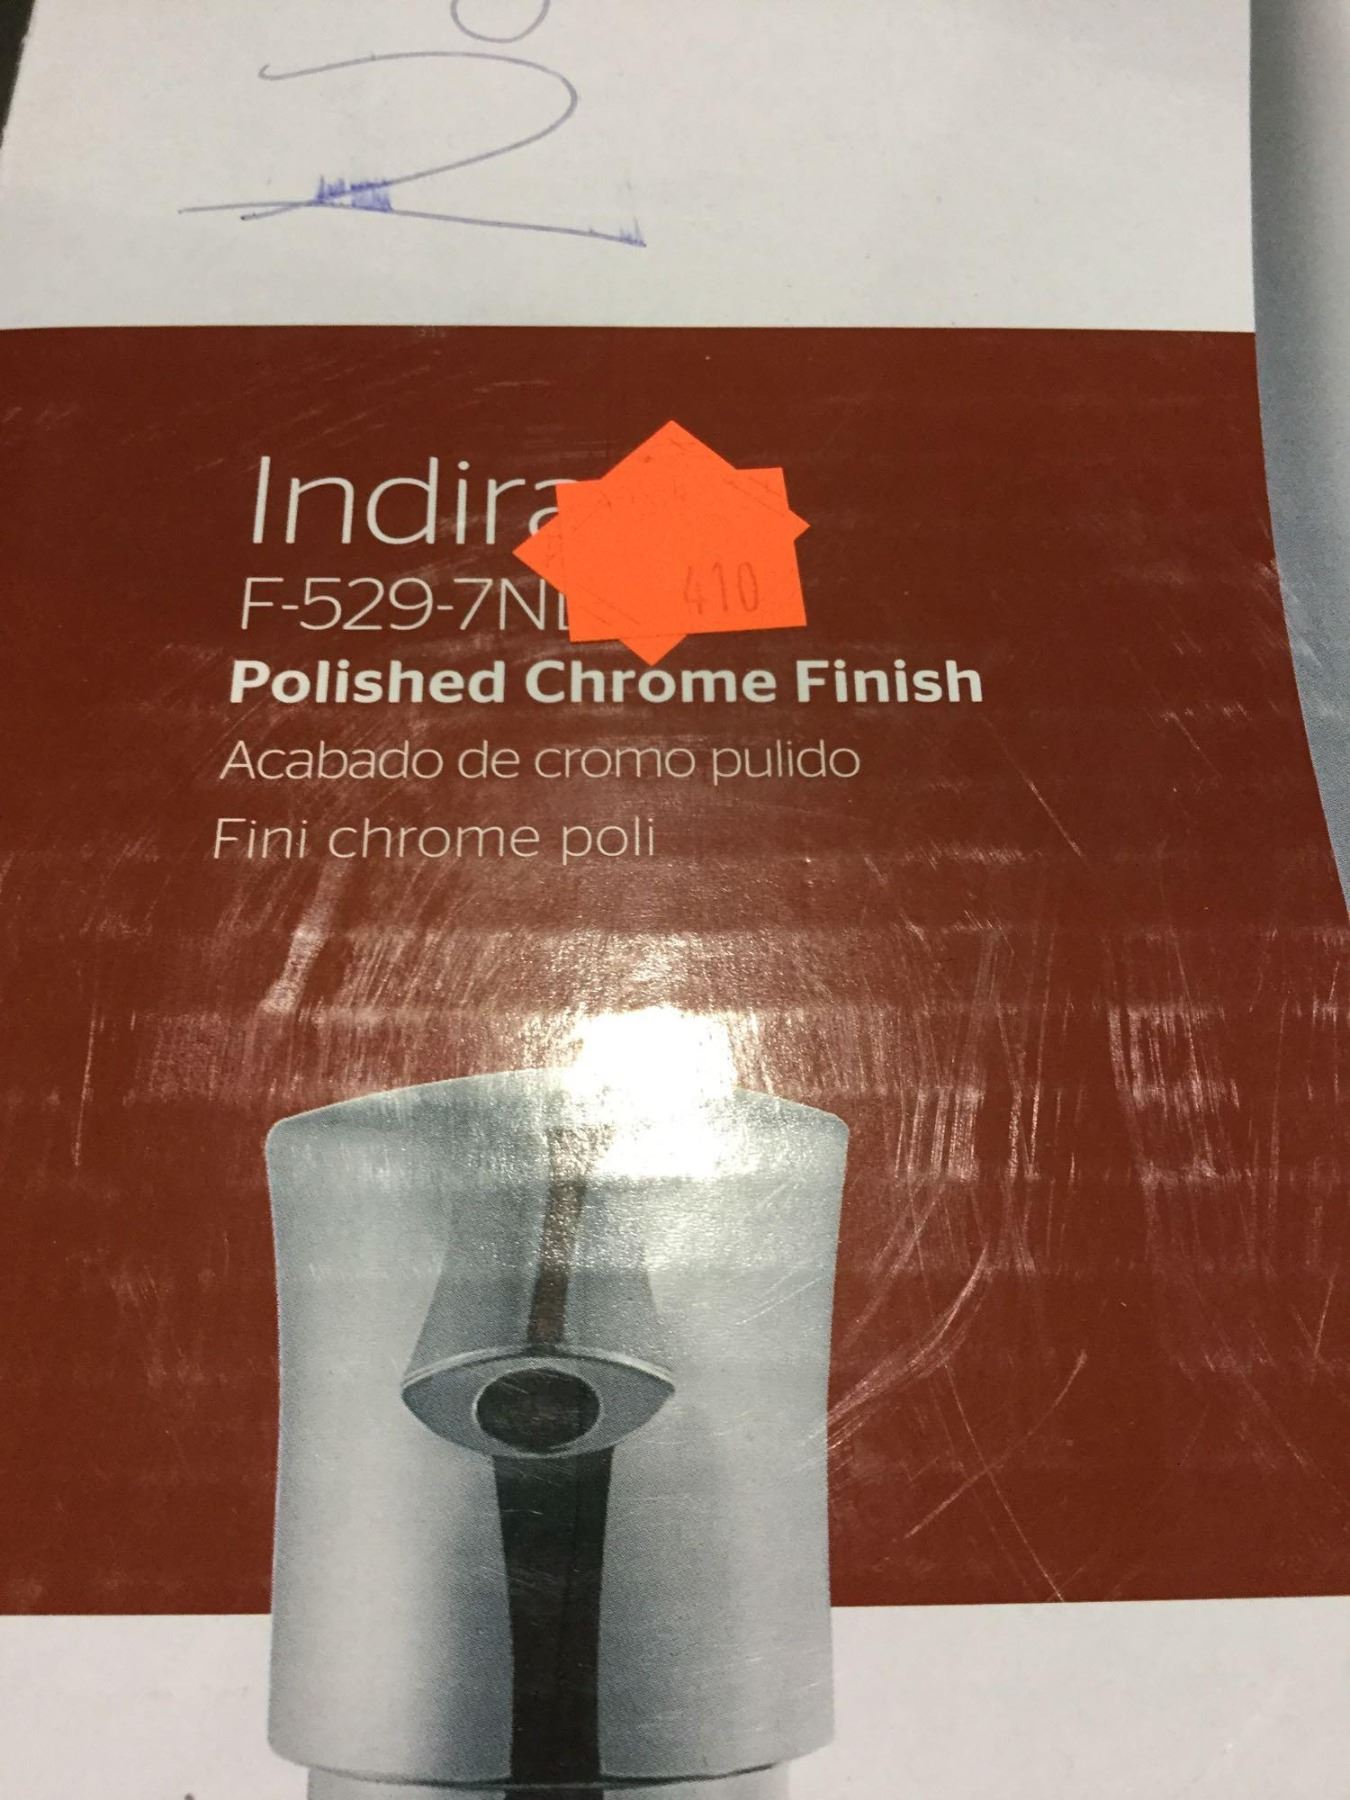 Indira
F-529-7N
410
Polished Chrome Finish
Acabado de cromo pulido
Fini chrome poli